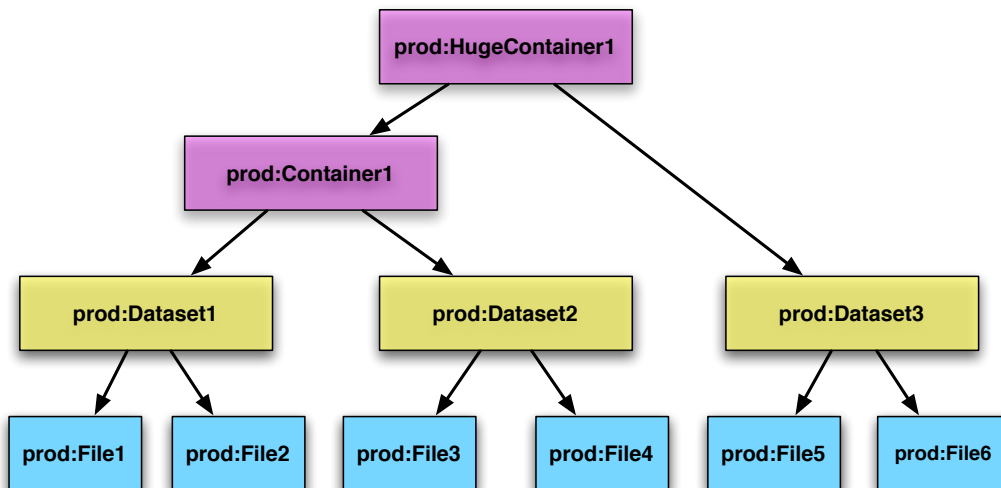 prod:HugeContainer1
prod:Container1
prod:Dataset1
prod:Dataset2
prod:Dataset3
prod:File1
prod:File2
prod:File3
prod:File4
prod:File5
prod:File6